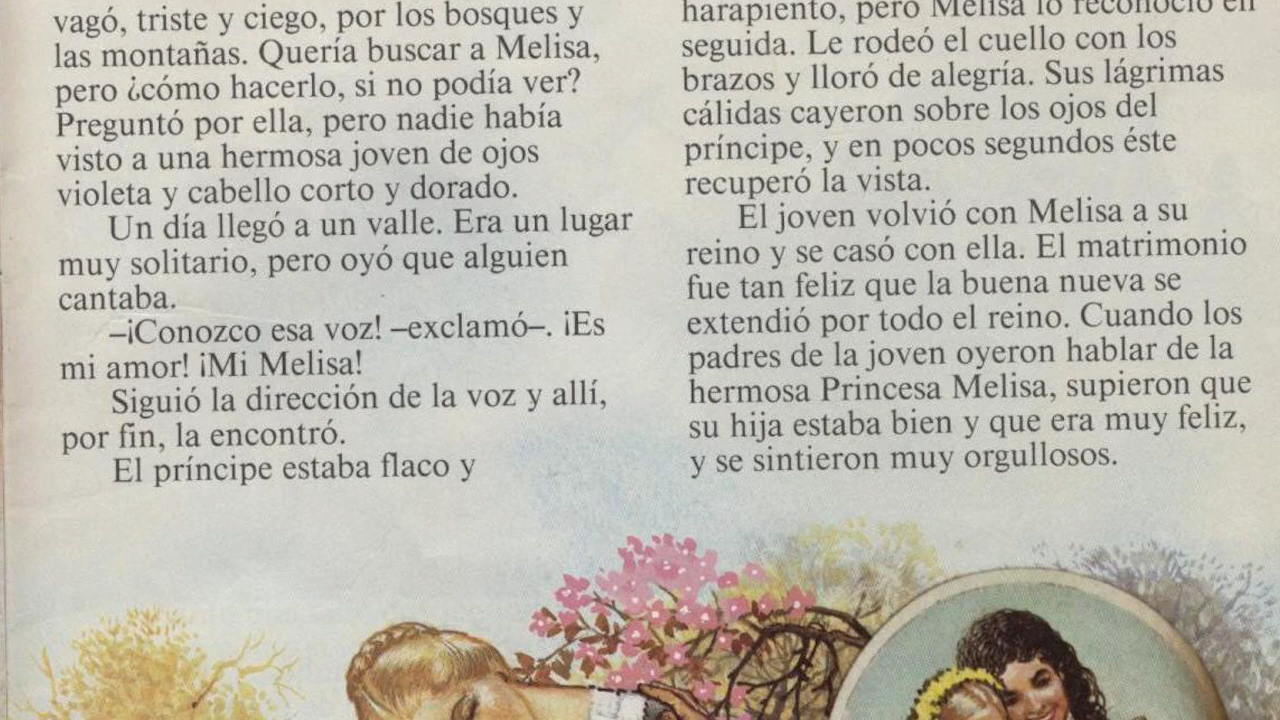 vagó, triste y ciego, por los bosques y
las montañas. Quería buscar a Melisa,
pero ¿cómo hacerlo, si no podía ver?
Preguntó por ella, pero nadie había
visto a una hermosa joven de ojos
violeta y cabello corto y dorado.
Un día llegó a un valle. Era un lugar
muy solitario, pero oyó que alguien
cantaba.
–¡Conozco esa voz! –exclamó–. ¡Es
mi amor! ¡Mi Melisa!
Siguió la dirección de la voz y allí,
por fin, la encontró.
El príncipe estaba flaco y
harapiento, pero Melisa lo reconoció en
seguida. Le rodeó el cuello con los
brazos y lloró de alegría. Sus lágrimas
cálidas cayeron sobre los ojos del
príncipe, y en pocos segundos éste
recuperó la vista.
El joven volvió con Melisa a su
reino y se casó con ella. El matrimonio
fue tan feliz que la buena nueva se
extendió por todo el reino. Cuando los
padres de la joven oyeron hablar de la
hermosa Princesa Melisa, supieron que
su hija estaba bien y que era muy feliz,
y se sintieron muy orgullosos.